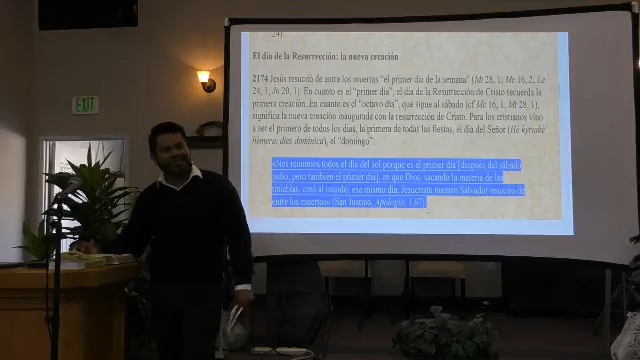 24].
El día de la Resurrección: la nueva creación
2174 Jesús resucitó de entre los muertos "el primer día de la semana" (Mt 28, 1; Mc 16, 2; Lc
24, 1; Jn 20, 1). En cuanto es el "primer día", el día de la Resurrección de Cristo recuerda la
primera creación. En cuanto es el "octavo día", que sigue al sábado (cf Mc 16, 1; Mt 28, 1),
significa la nueva creación inaugurada con la resurrección de Cristo. Para los cristianos vino
a ser el primero de todos los días, la primera de todas las fiestas, el día del Señor (Hè kyriakè
hèmera, dies dominica), el "domingo":
«Nos reunimos todos el día del sol porque es el primer día [después del sábado
judío, pero también el primer día], en que Dios, sacando la materia de las
tinieblas, creó al mundo; ese mismo día, Jesucristo nuestro Salvador resucitó de
entre los muertos» (San Justino, Apologia, 1,67).
EXIT